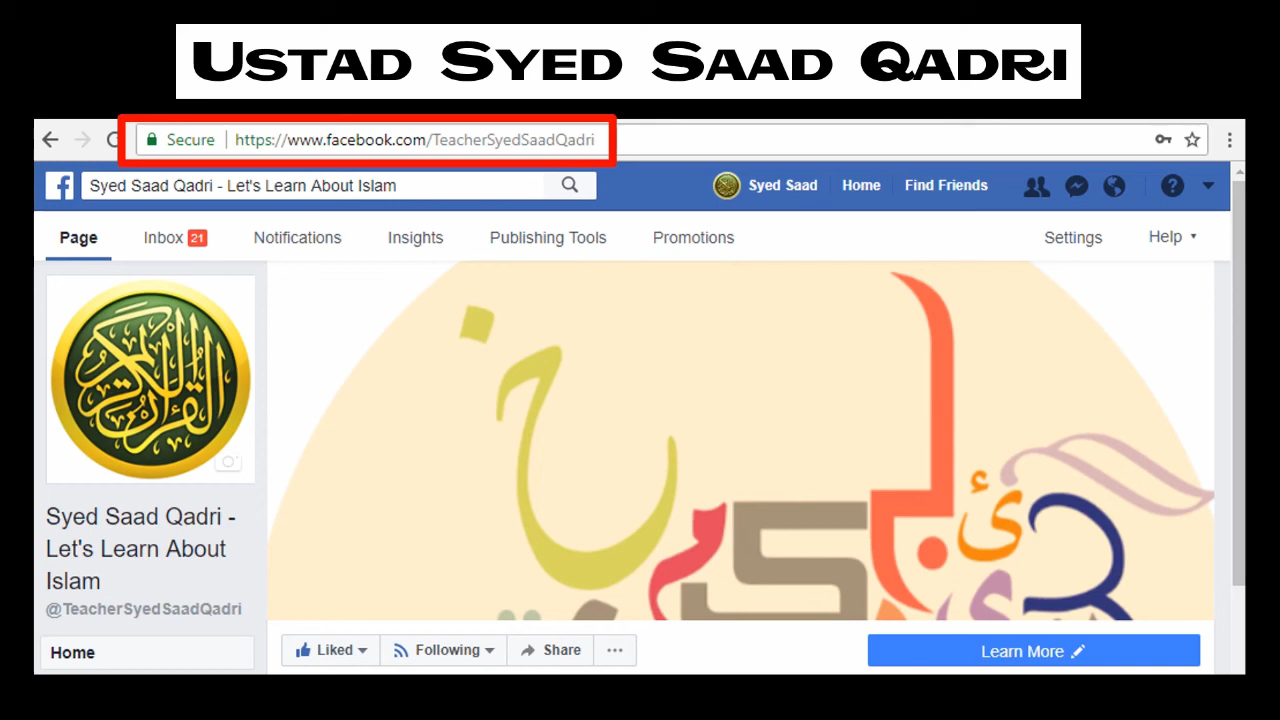 Ustad Syed Saad Qadri
Secure https://www.facebook.com/TeacherSyedSaadQadri
f Syed Saad Qadri - Let's Learn About Islam Syed Saad Home Find Friends ?
Page Inbox 21 Notifications Insights Publishing Tools Promotions Settings Help
القرآن الكريم
Syed Saad Qadri -
Let's Learn About
Islam
@TeacherSyedSaadQadri
Home
Liked Following Share ... Learn More